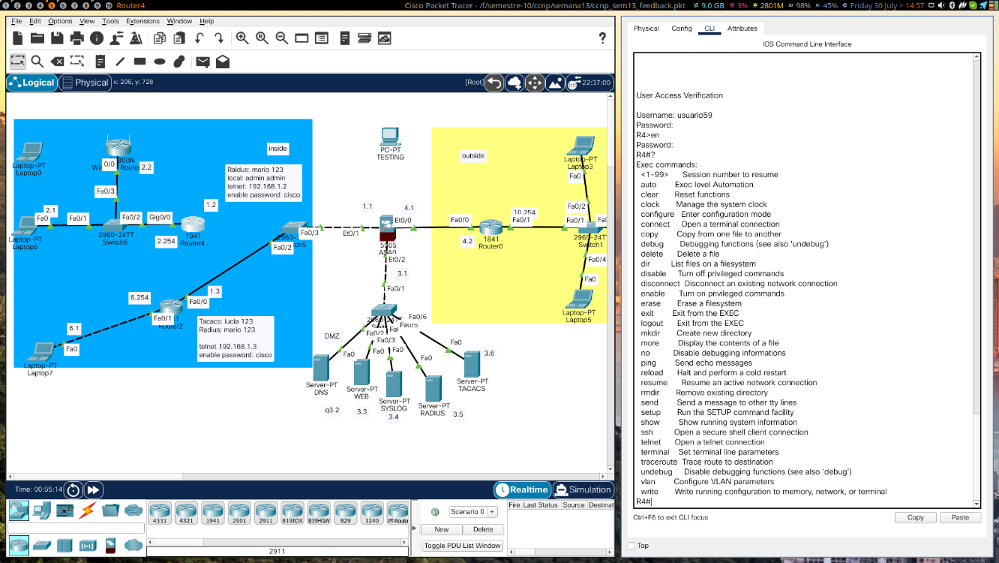 1 2 3 4 5 6 7 8 9 10 Router4
Cisco Packet Tracer - /f/semestre-10/ccnp/semana13/ccnp_sem13_feedback.pkt
9.0 GB 3% 2801M 98% 45% Friday 30 July > 14:57
File Edit Options View Tools Extensions Window Help
Logical Physical x: 206, y: 728
[Root] 22:37:00
inside
Raidus: mario 123
local: admin admin
telnet: 192.168.1.2
enable password: cisco
Laptop-PT
Laptop0
0/0
300N
Router
2.2
Fa0/3
2.1
Fa0
Fa0/1
Fa0/2
Gig0/0
1.2
Laptop-PT
Laptop6
2960-24TT
Switch6
2.254
1941
Router4
Fa0/3
Fa0/2
6.254
1.3
Fa0/0
Fa0/1
Router2
6.1
Fa0
Laptop-PT
Laptop7
Tacacs: lucia 123
Radius: mario 123
telnet 192.168.1.3
enable password: cisco
PC-PT
TESTING
1.1
4.1
Et0/0
Et0/1
5505
Et0/2
3.1
Fa0/1
outside
Fa0/0
10.254
Fa0/1
4.2
1841
Router0
Laptop-PT
Laptop3
Fa0
Fa0/2
Fa0/1
2960-24TT
Switch1
Fa0/4
Fa0
Laptop-PT
Laptop5
DMZ
Fa0/2
Fa0/3
Fa0/5
Fa0/6
Fa0
Fa0
Fa0
Fa0
Fa0
Server-PT
DNS
Server-PT
WEB
Server-PT
SYSLOG
Server-PT
RADIUS.
Server-PT
TACACS
q3.2
3.3
3.4
3.5
3.6
Time: 00:55:14
Realtime Simulation
4331 4321 1941 2901 2911 819IOX 819HGW 829 1240 PT-Router
2911
Scenario 0
New Delete
Toggle PDU List Window
Fire Last Status Source Destinat
Physical Config CLI Attributes
IOS Command Line Interface
User Access Verification
Username: usuario59
Password:
R4>en
Password:
R4#?
Exec commands:
<1-99> Session number to resume
auto Exec level Automation
clear Reset functions
clock Manage the system clock
configure Enter configuration mode
connect Open a terminal connection
copy Copy from one file to another
debug Debugging functions (see also 'undebug')
delete Delete a file
dir List files on a filesystem
disable Turn off privileged commands
disconnect Disconnect an existing network connection
enable Turn on privileged commands
erase Erase a filesystem
exit Exit from the EXEC
logout Exit from the EXEC
mkdir Create new directory
more Display the contents of a file
no Disable debugging informations
ping Send echo messages
reload Halt and perform a cold restart
resume Resume an active network connection
rmdir Remove existing directory
send Send a message to other tty lines
setup Run the SETUP command facility
show Show running system information
ssh Open a secure shell client connection
telnet Open a telnet connection
terminal Set terminal line parameters
traceroute Trace route to destination
undebug Disable debugging functions (see also 'debug')
vlan Configure VLAN parameters
write Write running configuration to memory, network, or terminal
R4#
Ctrl+F6 to exit CLI focus
Copy Paste
Top